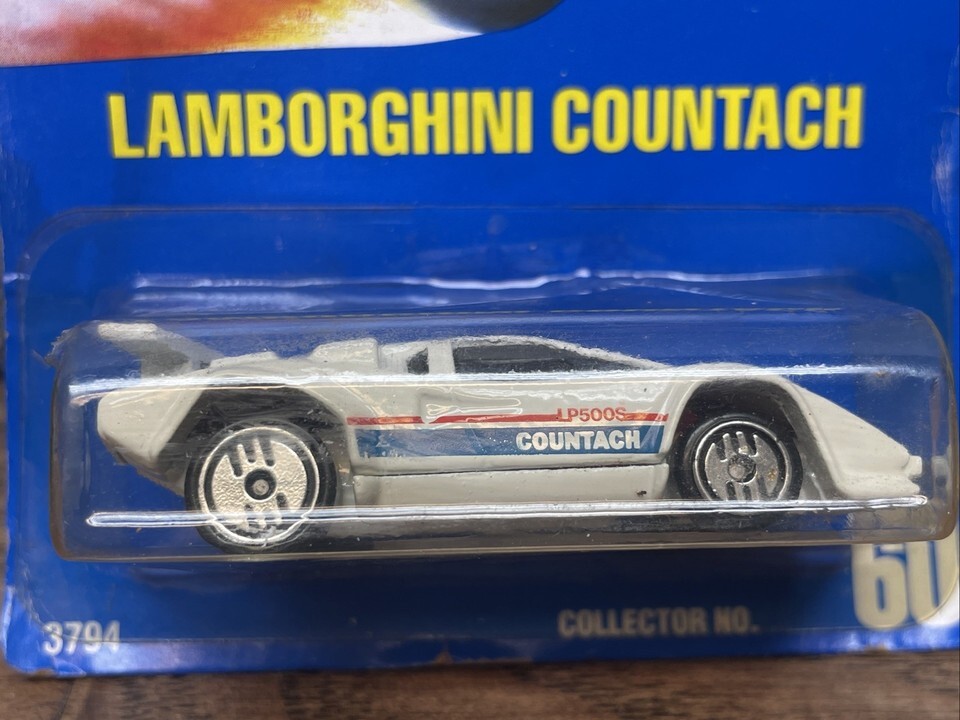 LAMBORGHINI COUNTACH
LP500S
COUNTACH
3794
COLLECTOR NO.
60